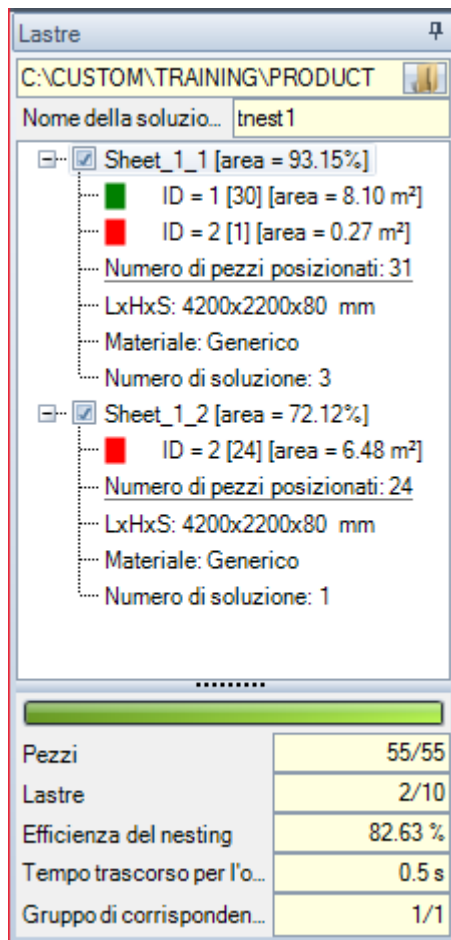 Lastre
C:\CUSTOM\TRAINING\PRODUCT
Nome della soluzio... tnest1
Sheet_1_1 [area = 93.15%]
ID = 1 [30] [area = 8.10 m²]
ID = 2 [1] [area = 0.27 m²]
Numero di pezzi posizionati: 31
LxHxS: 4200x2200x80 mm
Materiale: Generico
Numero di soluzione: 3
Sheet_1_2 [area = 72.12%]
ID = 2 [24] [area = 6.48 m²]
Numero di pezzi posizionati: 24
LxHxS: 4200x2200x80 mm
Materiale: Generico
Numero di soluzione: 1
Pezzi 55/55
Lastre 2/10
Efficienza del nesting 82.63 %
Tempo trascorso per l'o... 0.5 s
Gruppo di corrisponden... 1/1